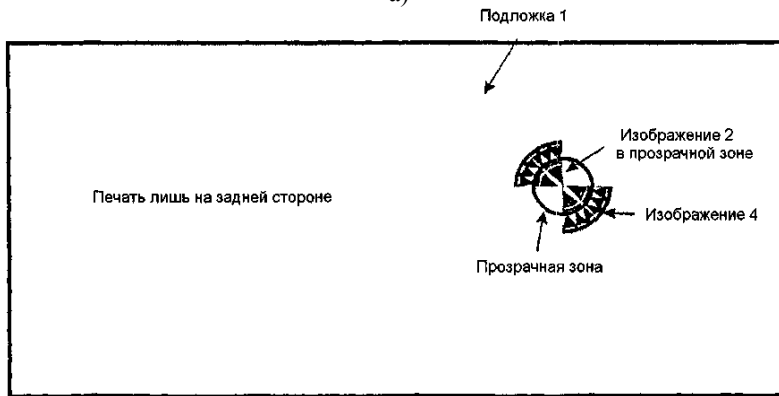 а)
Подложка 1
Изображение 2
в прозрачной зоне
Печать лишь на задней стороне
Изображение 4
Прозрачная зона